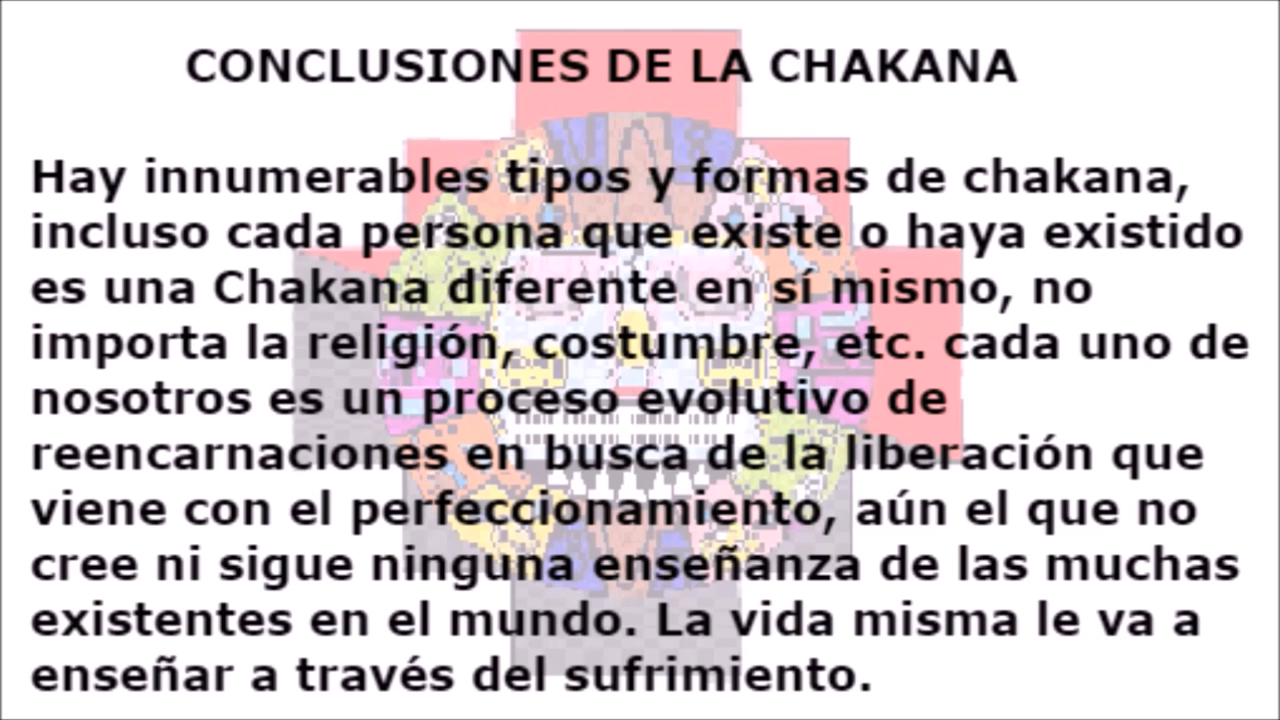 CONCLUSIONES DE LA CHAKANA
Hay innumerables tipos y formas de chakana,
incluso cada persona que existe o haya existido
es una Chakana diferente en sí mismo, no
importa la religión, costumbre, etc. cada uno de
nosotros es un proceso evolutivo de
reencarnaciones en busca de la liberación que
viene con el perfeccionamiento, aún el que no
cree ni sigue ninguna enseñanza de las muchas
existentes en el mundo. La vida misma le va a
enseñar a través del sufrimiento.